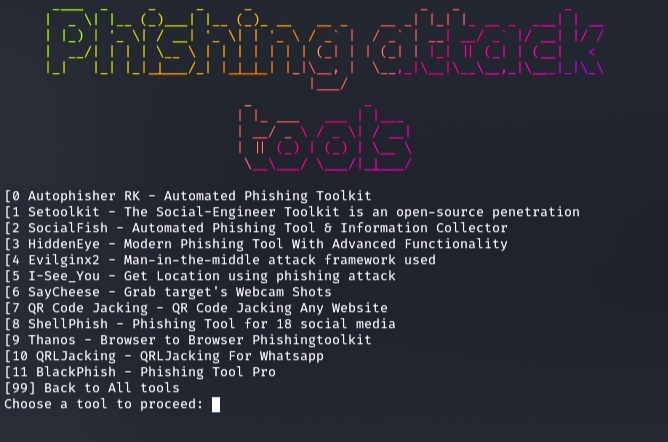 Phishing attack
tools
[0 Autophisher RK - Automated Phishing Toolkit
[1 Setoolkit - The Social-Engineer Toolkit is an open-source penetration
[2 SocialFish - Automated Phishing Tool & Information Collector
[3 HiddenEye - Modern Phishing Tool With Advanced Functionality
[4 Evilginx2 - Man-in-the-middle attack framework used
[5 I-See_You - Get Location using phishing attack
[6 SayCheese - Grab target's Webcam Shots
[7 QR Code Jacking - QR Code Jacking Any Website
[8 ShellPhish - Phishing Tool for 18 social media
[9 Thanos - Browser to Browser Phishingtoolkit
[10 QRLJacking - QRLJacking For Whatsapp
[11 BlackPhish - Phishing Tool Pro
[99] Back to All tools
Choose a tool to proceed: